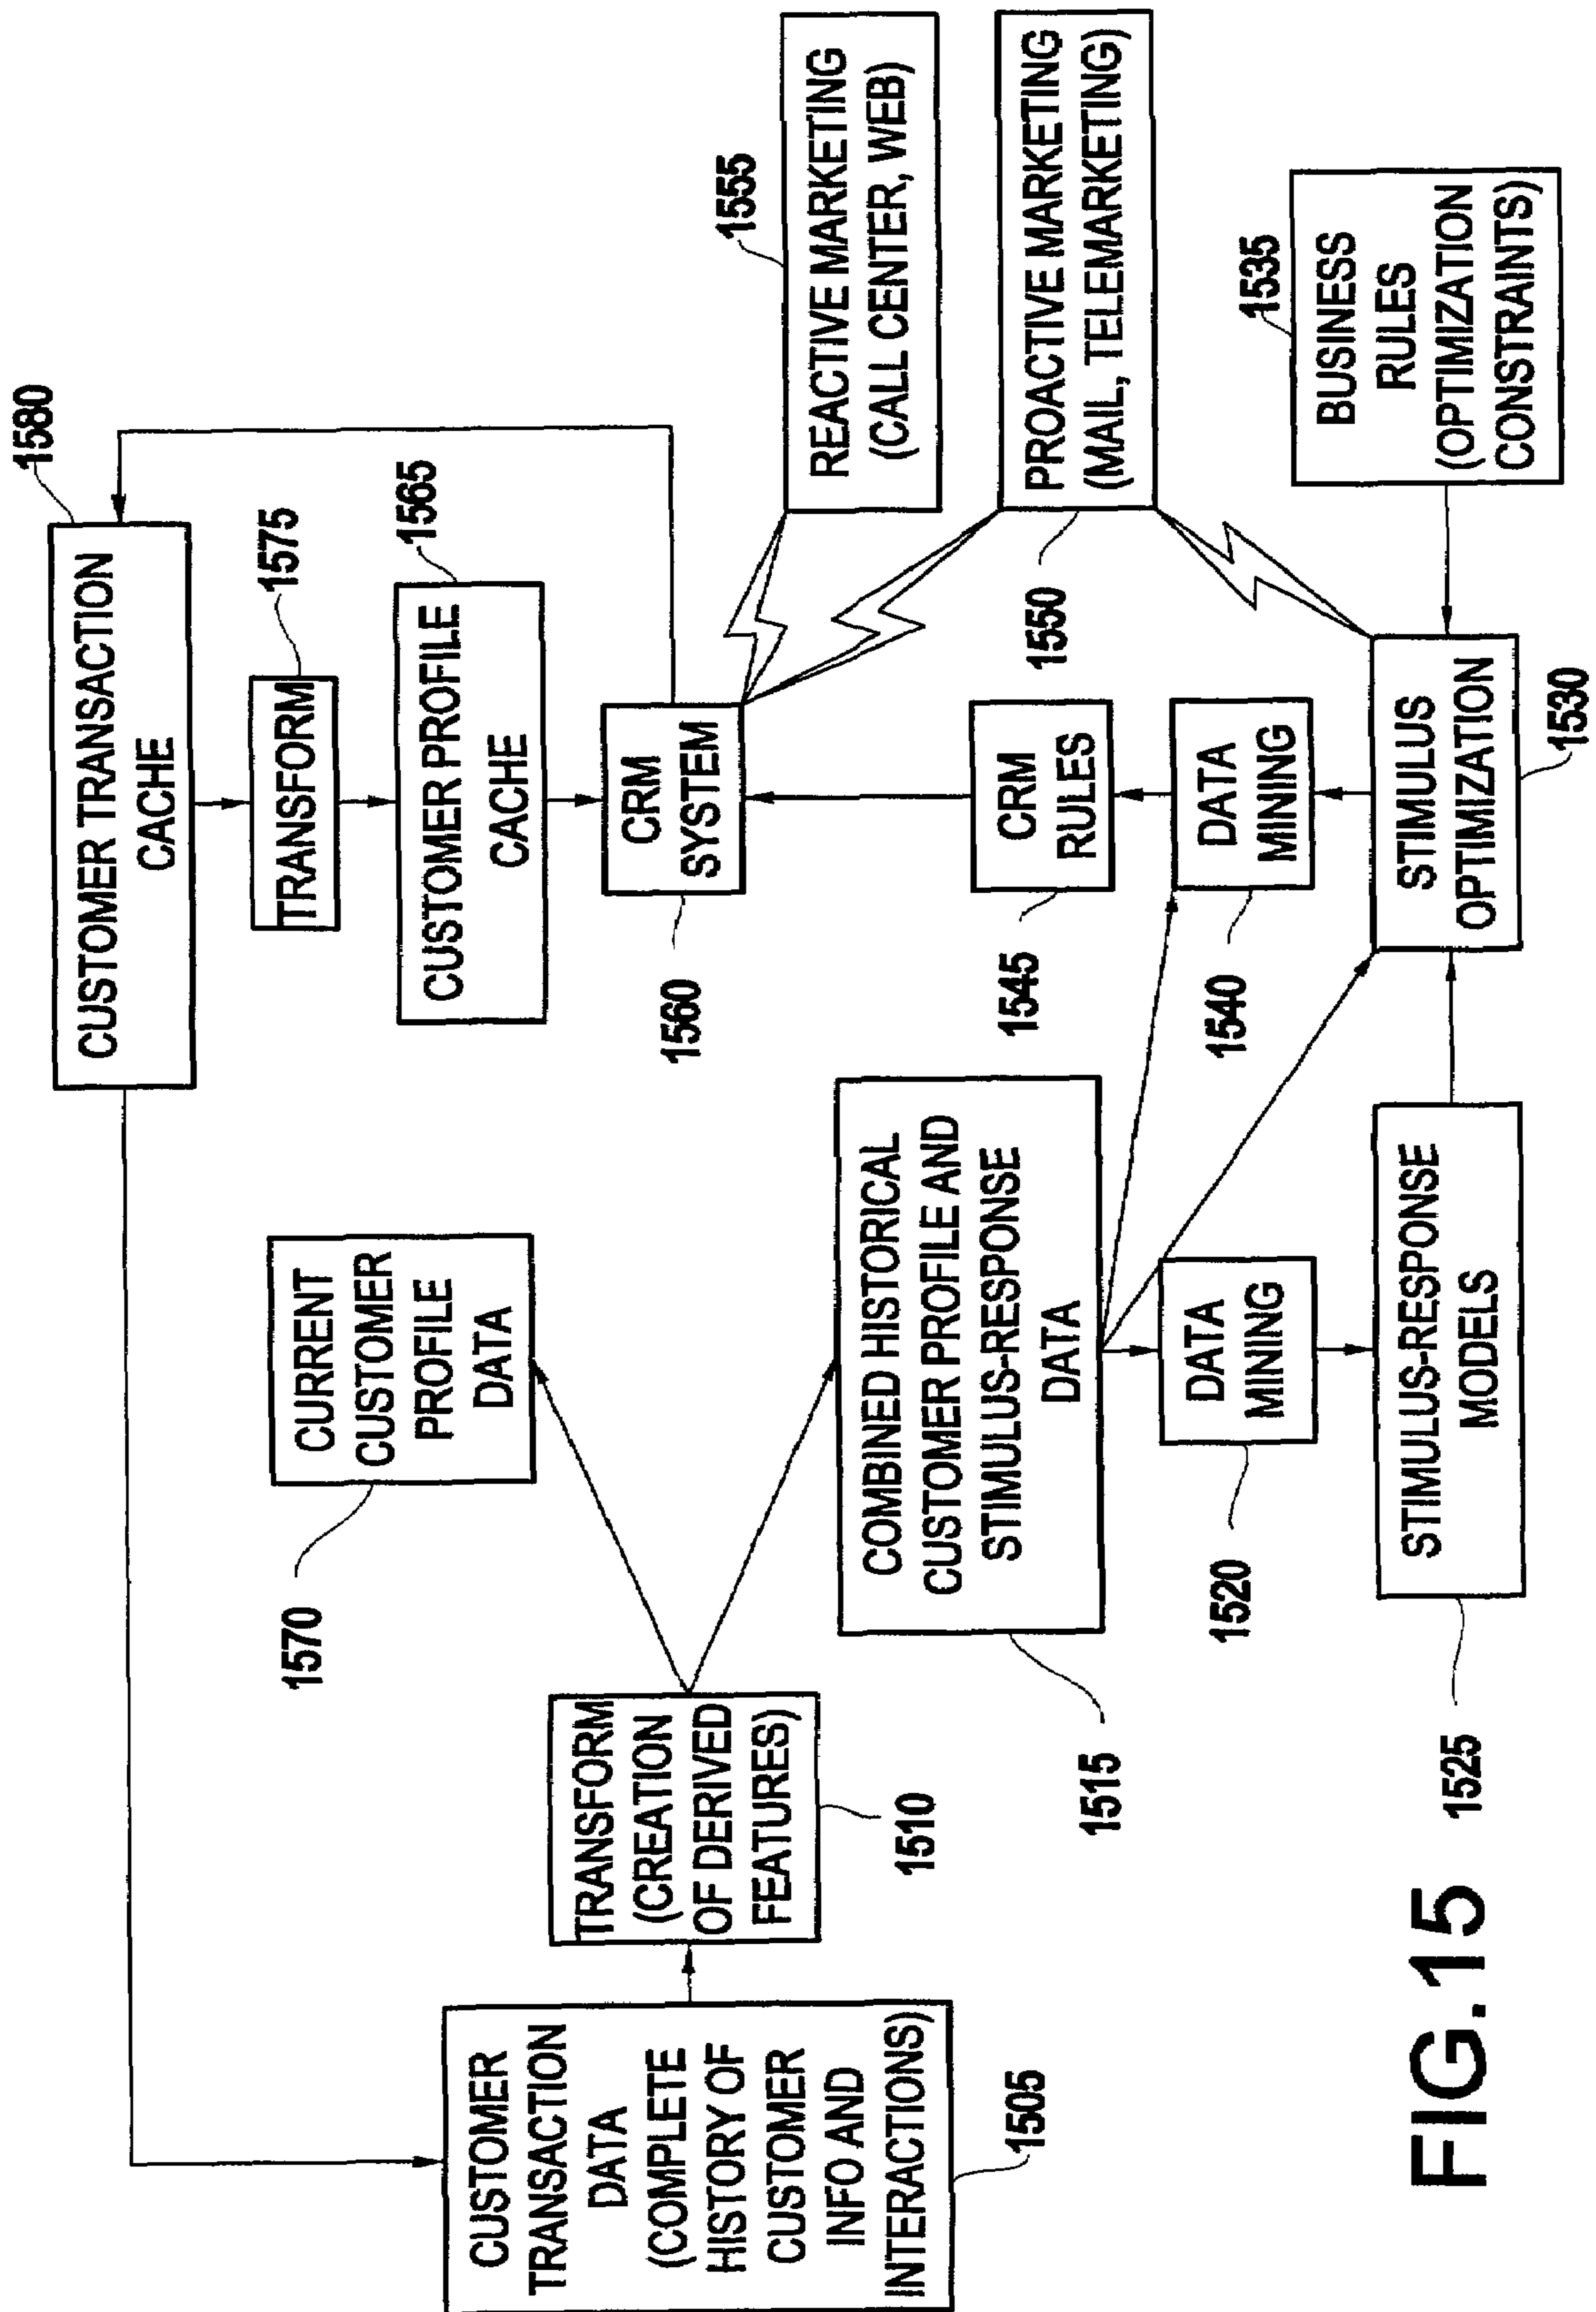 CUSTOMER
TRANSACTION
DATA
(COMPLETE
HISTORY OF
CUSTOMER
INFO AND
INTERACTIONS)
1505
TRANSFORM
(CREATION
OF DERIVED
FEATURES)
1510
1570
CURRENT
CUSTOMER
PROFILE
DATA
COMBINED HISTORICAL
CUSTOMER PROFILE AND
STIMULUS-RESPONSE
DATA
1515
DATA
MINING
1520
STIMULUS-RESPONSE
MODELS
1525
CUSTOMER TRANSACTION
CACHE
1580
TRANSFORM
1575
CUSTOMER PROFILE
CACHE
1565
CRM
SYSTEM
1560
CRM
RULES
1545
DATA
MINING
1540
STIMULUS
OPTIMIZATION
1530
1555
REACTIVE MARKETING
(CALL CENTER, WEB)
PROACTIVE MARKETING
(MAIL, TELEMARKETING)
1550
1535
BUSINESS
RULES
(OPTIMIZATION
CONSTRAINTS)
FIG.15